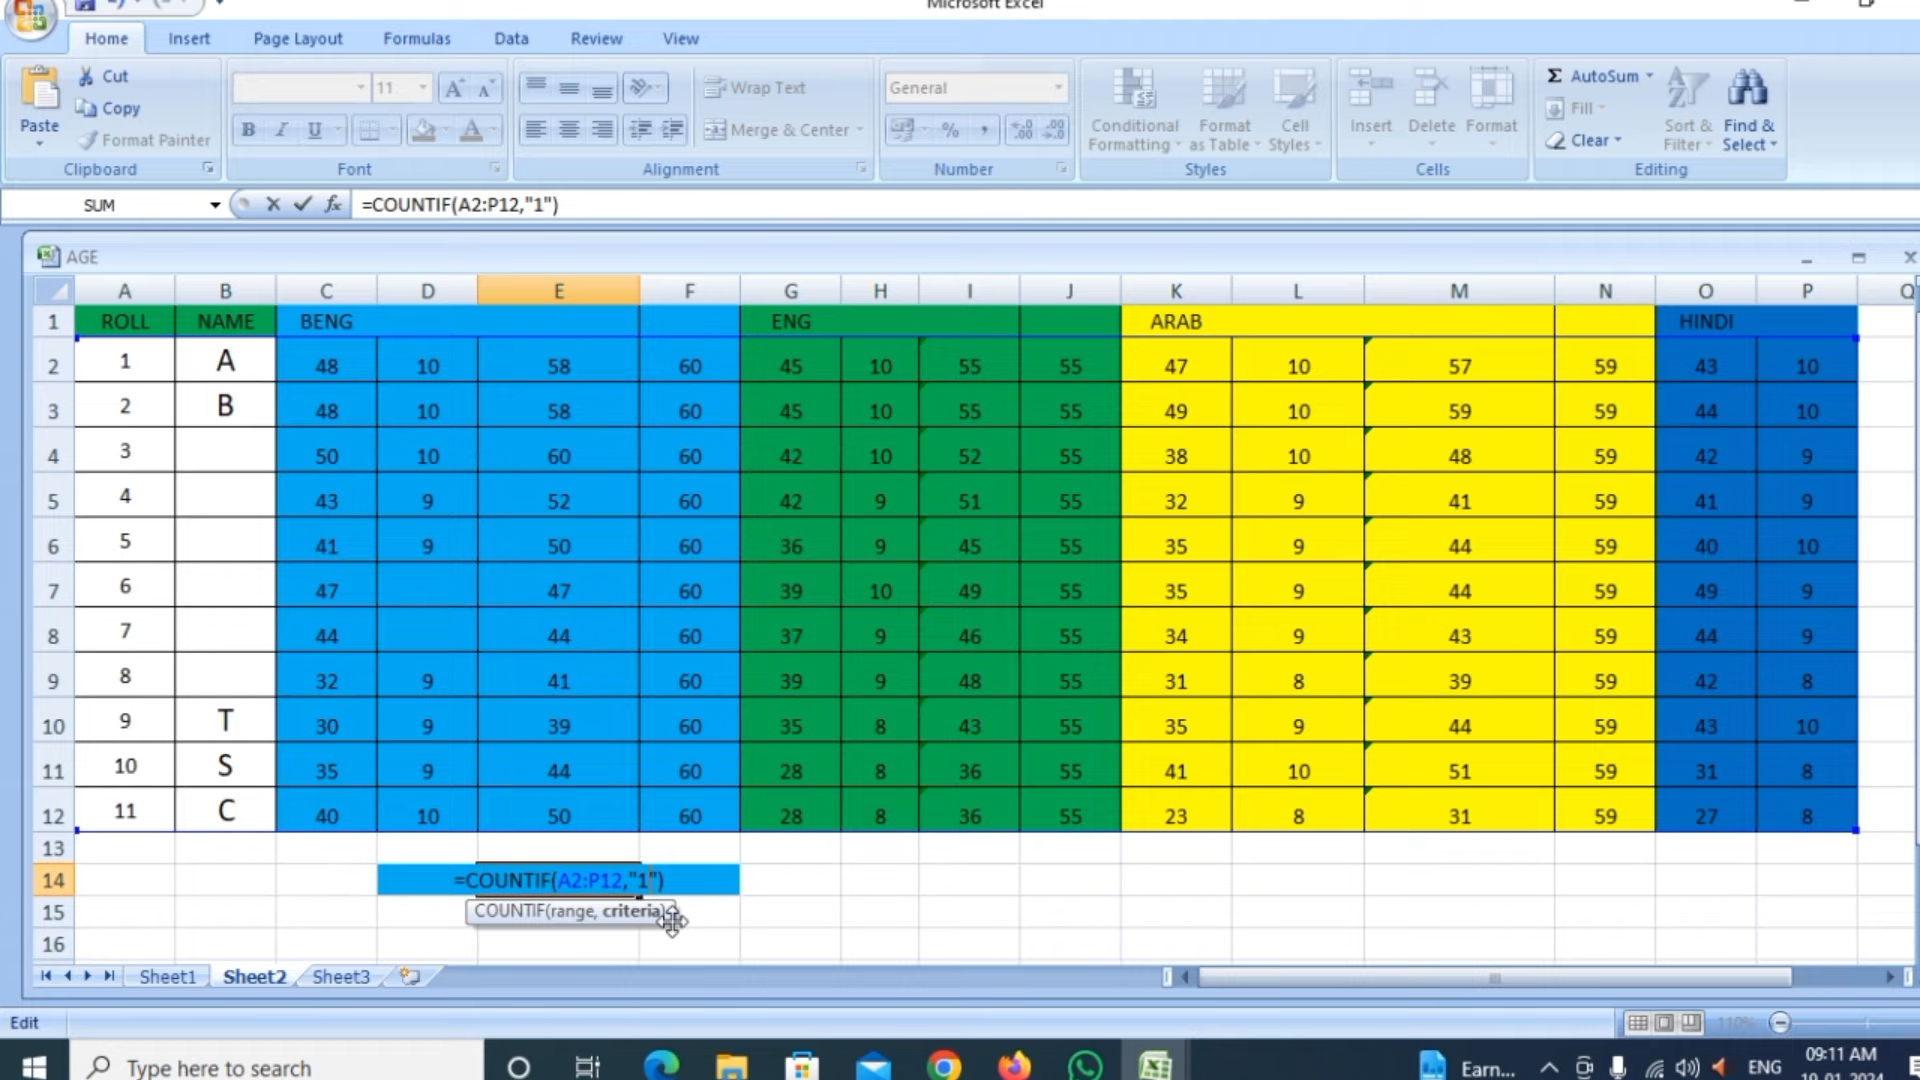 Microsoft Excel
Home Insert Page Layout Formulas Data Review View
Paste
Cut
Copy
Format Painter
Clipboard
11 A A
B I U A
Font
Wrap Text
Merge & Center
Alignment
General
% , .0 .00 .00 .0
Number
Conditional Formatting
Format as Table
Cell Styles
Styles
Insert Delete Format
Cells
Σ AutoSum
Fill
Clear
Sort & Filter
Find & Select
Editing
SUM fx =COUNTIF(A2:P12,"1")
AGE
A B C D E F G H I J K L M N O P Q
1 ROLL NAME BENG ENG ARAB HINDI
2 1 A 48 10 58 60 45 10 55 55 47 10 57 59 43 10
3 2 B 48 10 58 60 45 10 55 55 49 10 59 59 44 10
4 3 50 10 60 60 42 10 52 55 38 10 48 59 42 9
5 4 43 9 52 60 42 9 51 55 32 9 41 59 41 9
6 5 41 9 50 60 36 9 45 55 35 9 44 59 40 10
7 6 47 47 60 39 10 49 55 35 9 44 59 49 9
8 7 44 44 60 37 9 46 55 34 9 43 59 44 9
9 8 32 9 41 60 39 9 48 55 31 8 39 59 42 8
10 9 T 30 9 39 60 35 8 43 55 35 9 44 59 43 10
11 10 S 35 9 44 60 28 8 36 55 41 10 51 59 31 8
12 11 C 40 10 50 60 28 8 36 55 23 8 31 59 27 8
13
14 =COUNTIF(A2:P12,"1")
15 COUNTIF(range, criteria)
16
Sheet1 Sheet2 Sheet3
Edit 110%
Type here to search
Earn... ENG 09:11 AM
19-01-2024